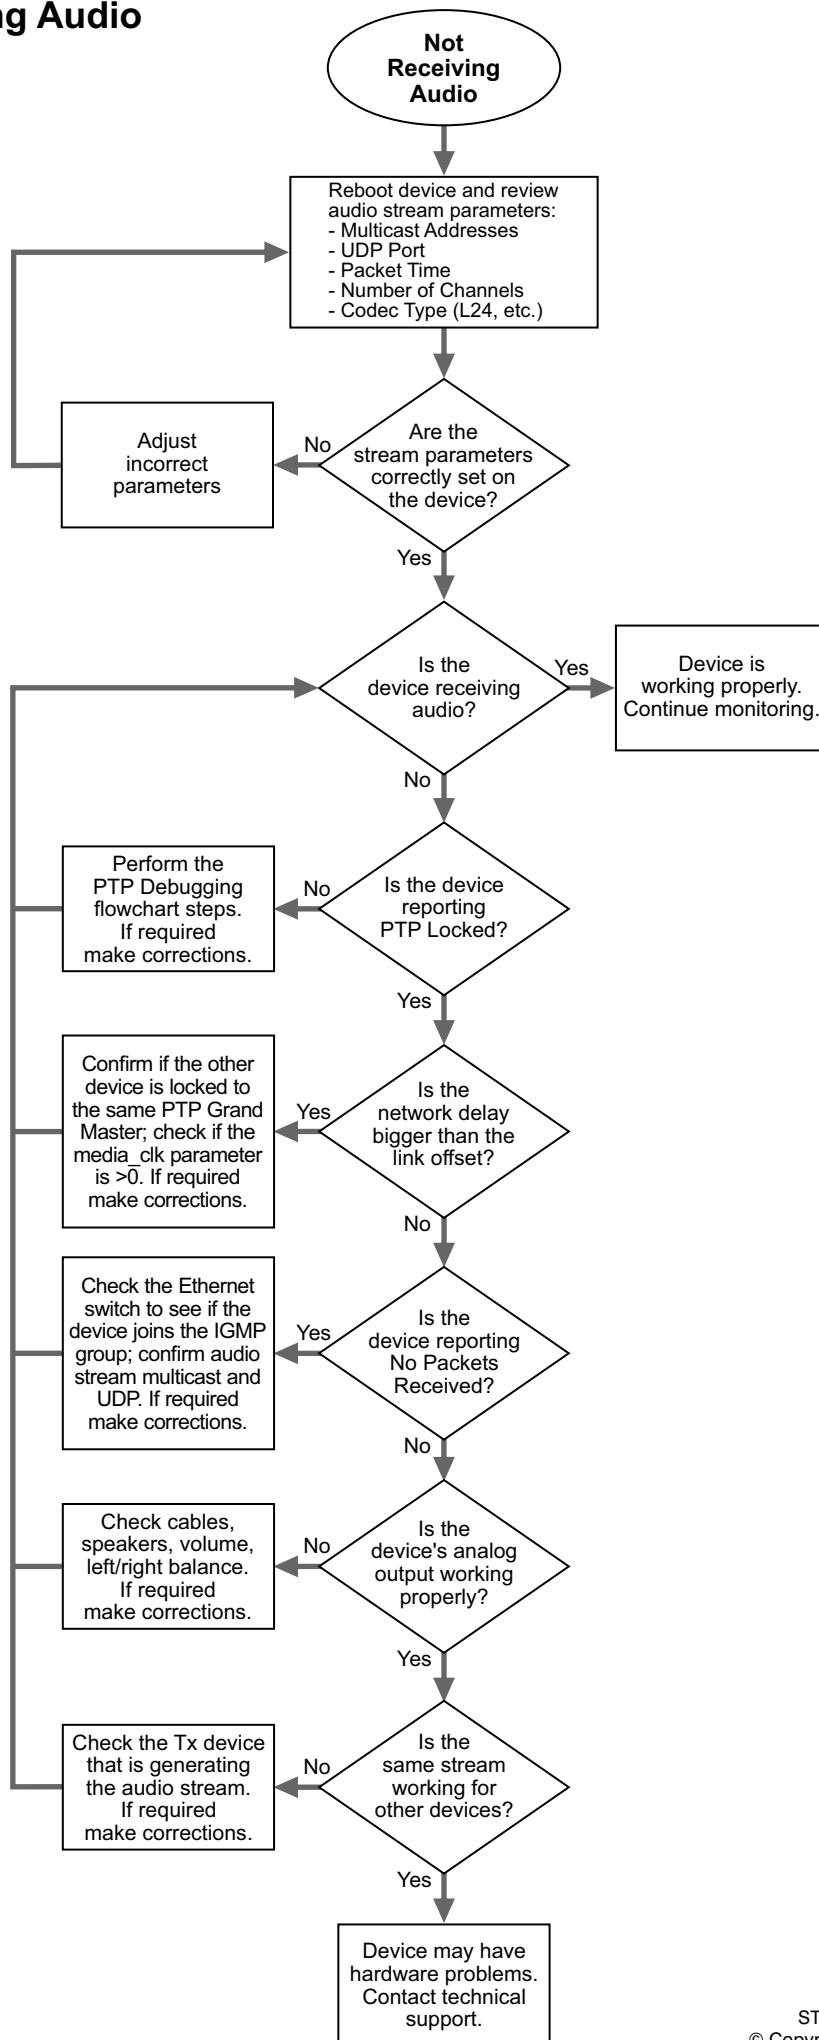 ng Audio
Not
Receiving
Audio
Reboot device and review
audio stream parameters:
- Multicast Addresses
- UDP Port
- Packet Time
- Number of Channels
- Codec Type (L24, etc.)
Adjust
incorrect
parameters
No
Are the
stream parameters
correctly set on
the device?
Yes
Is the
device receiving
audio?
Yes
Device is
working properly.
Continue monitoring.
No
Perform the
PTP Debugging
flowchart steps.
If required
make corrections.
No
Is the device
reporting
PTP Locked?
Yes
Confirm if the other
device is locked to
the same PTP Grand
Master; check if the
media_clk parameter
is >0. If required
make corrections.
Yes
Is the
network delay
bigger than the
link offset?
No
Check the Ethernet
switch to see if the
device joins the IGMP
group; confirm audio
stream multicast and
UDP. If required
make corrections.
Yes
Is the
device reporting
No Packets
Received?
No
Check cables,
speakers, volume,
left/right balance.
If required
make corrections.
No
Is the
device's analog
output working
properly?
Yes
Check the Tx device
that is generating
the audio stream.
If required
make corrections.
No
Is the
same stream
working for
other devices?
Yes
Device may have
hardware problems.
Contact technical
support.
ST
© Copyr